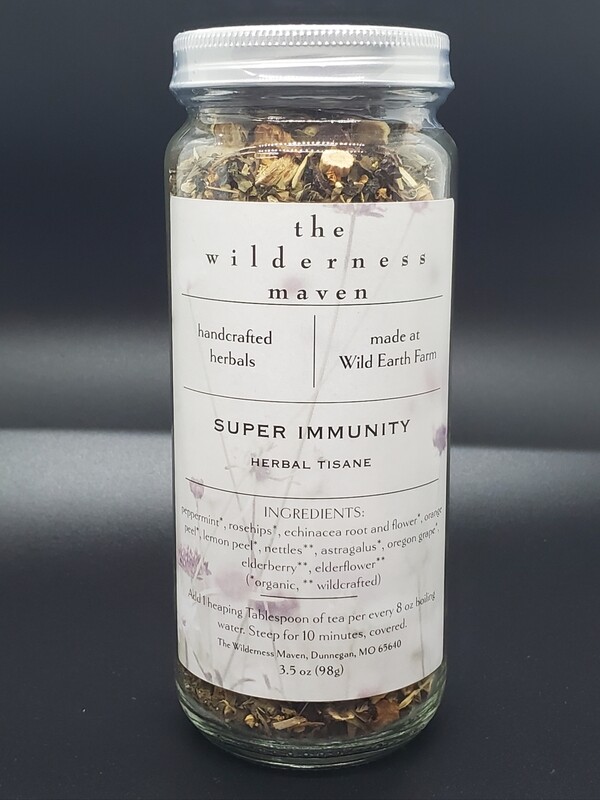 the
wilderness
maven
handcrafted
herbals
made at
Wild Earth Farm
SUPER IMMUNITY
HERBAL TISANE
INGREDIENTS:
peppermint*, rosehips*, echinacea root and flower*, orange
peel*, lemon peel*, nettles**, astragalus*, oregon grape*,
elderberry**, elderflower**
(*organic, ** wildcrafted)
Add 1 heaping Tablespoon of tea per every 8 oz boiling
water. Steep for 10 minutes, covered.
The Wilderness Maven, Dunnegan, MO 65640
3.5 oz (98g)